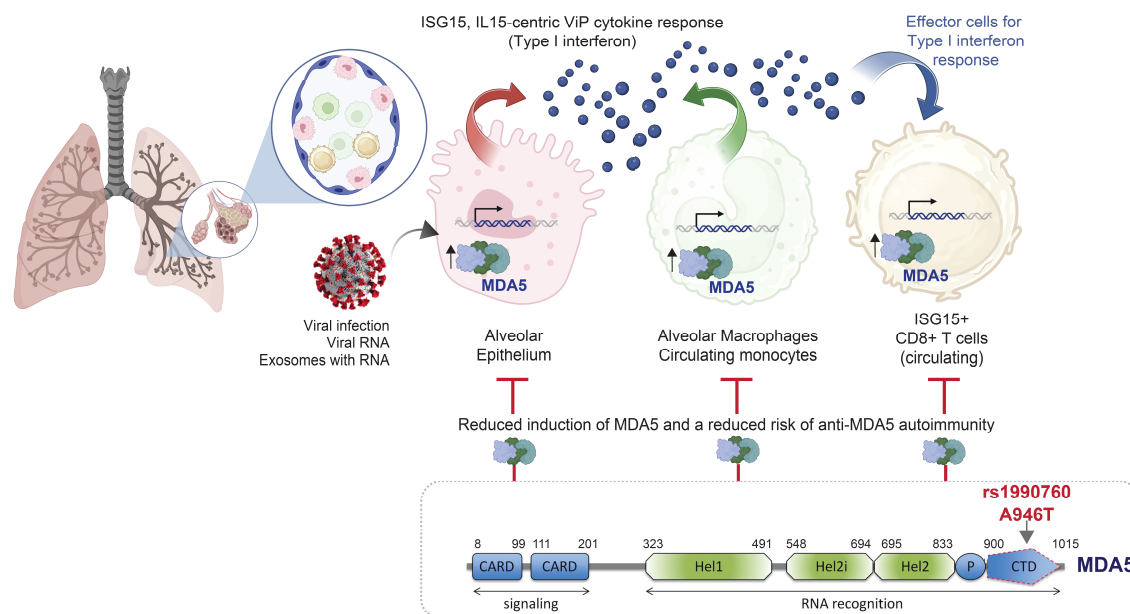 ISG15, IL15-centric ViP cytokine response
(Type I interferon)
Effector cells for
Type I interferon
response
MDA5
MDA5
MDA5
Viral infection
Viral RNA
Exosomes with RNA
Alveolar
Epithelium
Alveolar Macrophages
Circulating monocytes
ISG15+
CD8+ T cells
(circulating)
Reduced induction of MDA5 and a reduced risk of anti-MDA5 autoimmunity
rs1990760
A946T
8 99 111 201 323 491 548 694 695 833 900 1015
CARD CARD Hel1 Hel2i Hel2 P CTD MDA5
signaling RNA recognition